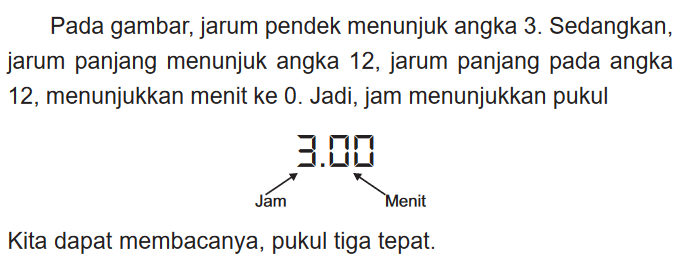 Pada gambar, jarum pendek menunjuk angka 3. Sedangkan,
jarum panjang menunjuk angka 12, jarum panjang pada angka
12, menunjukkan menit ke 0. Jadi, jam menunjukkan pukul
3.00
Jam Menit
Kita dapat membacanya, pukul tiga tepat.